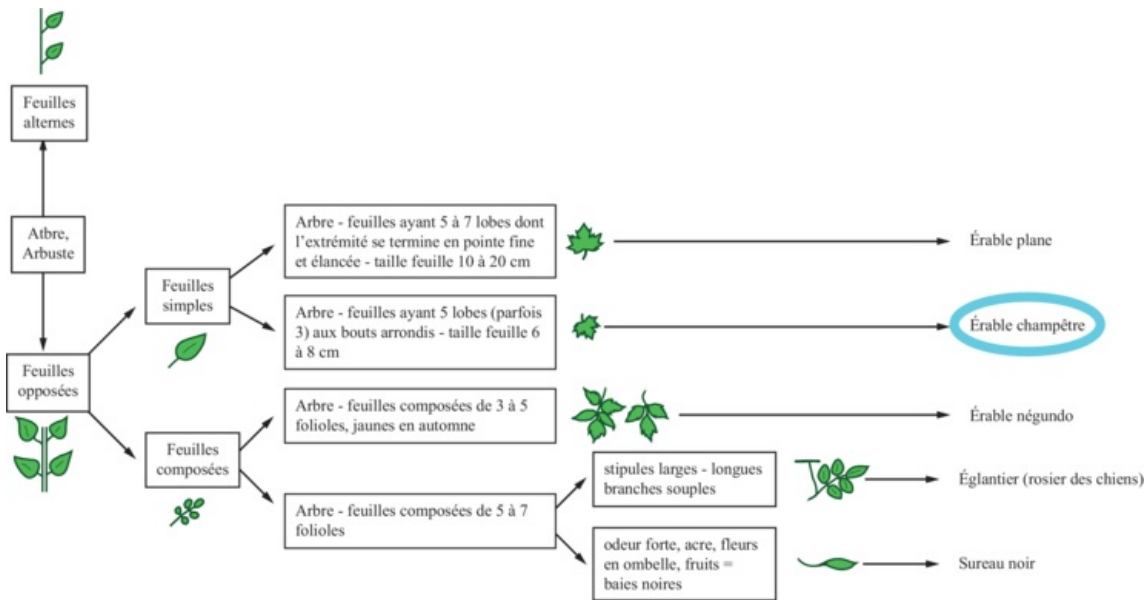 Feuilles
alternes
Atbre,
Arbuste
Feuilles
opposées
Feuilles
simples
Feuilles
composées
Arbre - feuilles ayant 5 à 7 lobes dont
l'extrémité se termine en pointe fine
et élancée - taille feuille 10 à 20 cm
Érable plane
Arbre - feuilles ayant 5 lobes (parfois
3) aux bouts arrondis - taille feuille 6
à 8 cm
Érable champêtre
Arbre - feuilles composées de 3 à 5
folioles, jaunes en automne
Érable négundo
Arbre - feuilles composées de 5 à 7
folioles
stipules larges - longues
branches souples
Églantier (rosier des chiens)
odeur forte, acre, fleurs
en ombelle, fruits =
baies noires
Sureau noir